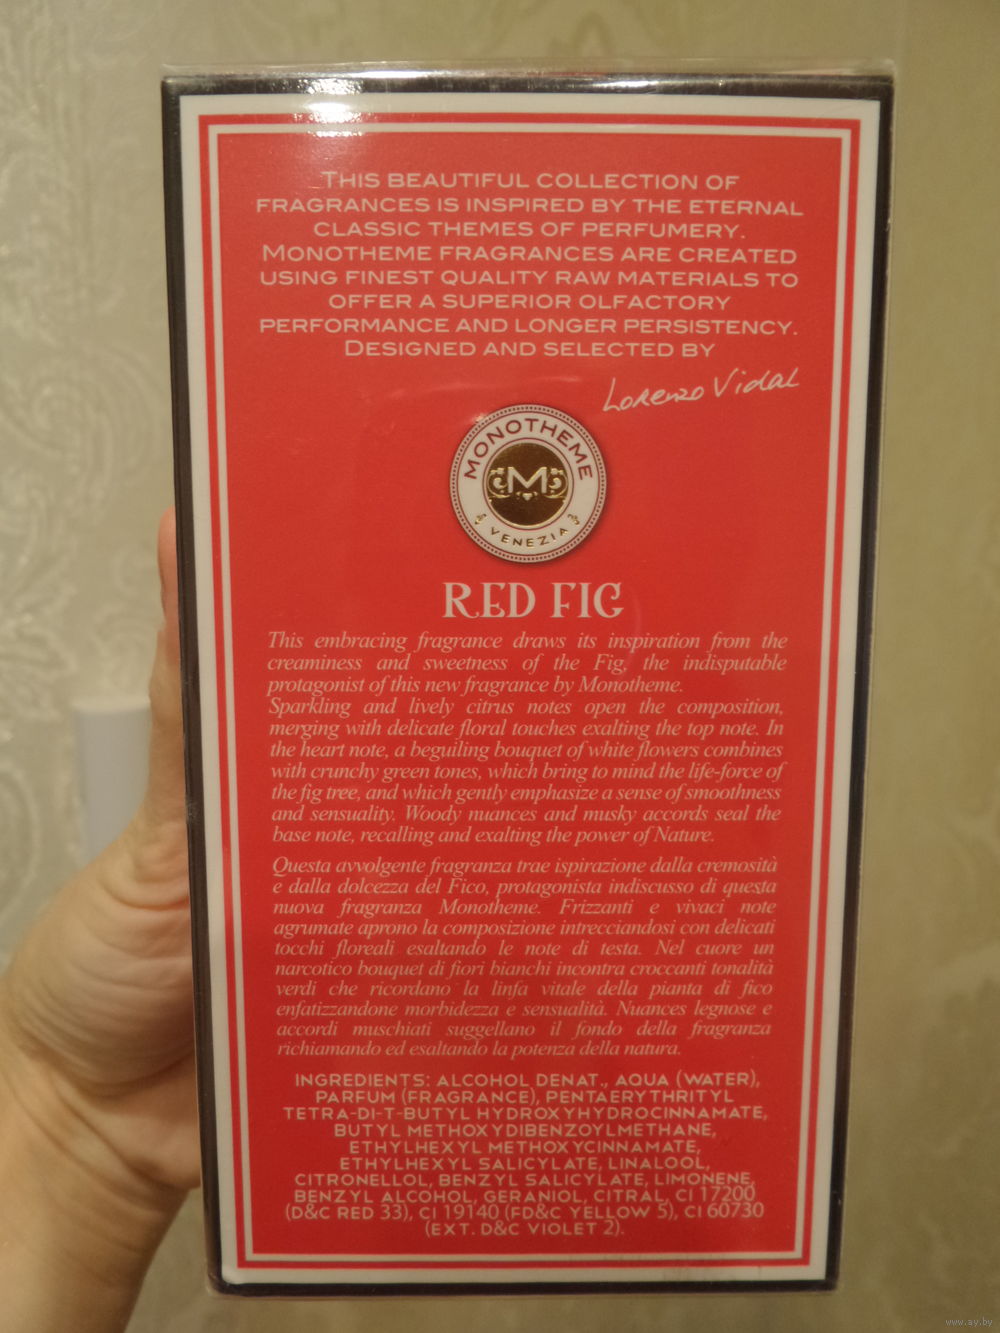 THIS BEAUTIFUL COLLECTION OF
FRAGRANCES IS INSPIRED BY THE ETERNAL
CLASSIC THEMES OF PERFUMERY.
MONOTHEME FRAGRANCES ARE CREATED
USING FINEST QUALITY RAW MATERIALS TO
OFFER A SUPERIOR OLFACTORY
PERFORMANCE AND LONGER PERSISTENCY.
DESIGNED AND SELECTED BY
Lorenzo Vidal
MONOTHEME
M
VENEZIA
RED FIG
This embracing fragrance draws its inspiration from the
creaminess and sweetness of the Fig, the indisputable
protagonist of this new fragrance by Monotheme.
Sparkling and lively citrus notes open the composition,
merging with delicate floral touches exalting the top note. In
the heart note, a beguiling bouquet of white flowers combines
with crunchy green tones, which bring to mind the life-force of
the fig tree, and which gently emphasize a sense of smoothness
and sensuality. Woody nuances and musky accords seal the
base note, recalling and exalting the power of Nature.
Questa avvolgente fragranza trae ispirazione dalla cremosità
e dalla dolcezza del Fico, protagonista indiscusso di questa
nuova fragranza Monotheme. Frizzanti e vivaci note
agrumate aprono la composizione intrecciandosi con delicati
tocchi floreali esaltando le note di testa. Nel cuore un
narcotico bouquet di fiori bianchi incontra croccanti tonalità
verdi che ricordano la linfa vitale della pianta di fico
enfatizzandone morbidezza e sensualità. Nuances legnose e
accordi muschiati suggellano il fondo della fragranza
richiamando ed esaltando la potenza della natura.
INGREDIENTS: ALCOHOL DENAT., AQUA (WATER),
PARFUM (FRAGRANCE), PENTAERYTHRITYL
TETRA-DI-T-BUTYL HYDROXYHYDROCINNAMATE,
BUTYL METHOXYDIBENZOYLMETHANE,
ETHYLHEXYL METHOXYCINNAMATE,
ETHYLHEXYL SALICYLATE, LINALOOL,
CITRONELLOL, BENZYL SALICYLATE, LIMONENE,
BENZYL ALCOHOL, GERANIOL, CITRAL, CI 17200
(D&C RED 33), CI 19140 (FD&C YELLOW 5), CI 60730
(EXT. D&C VIOLET 2).
www.ay.by